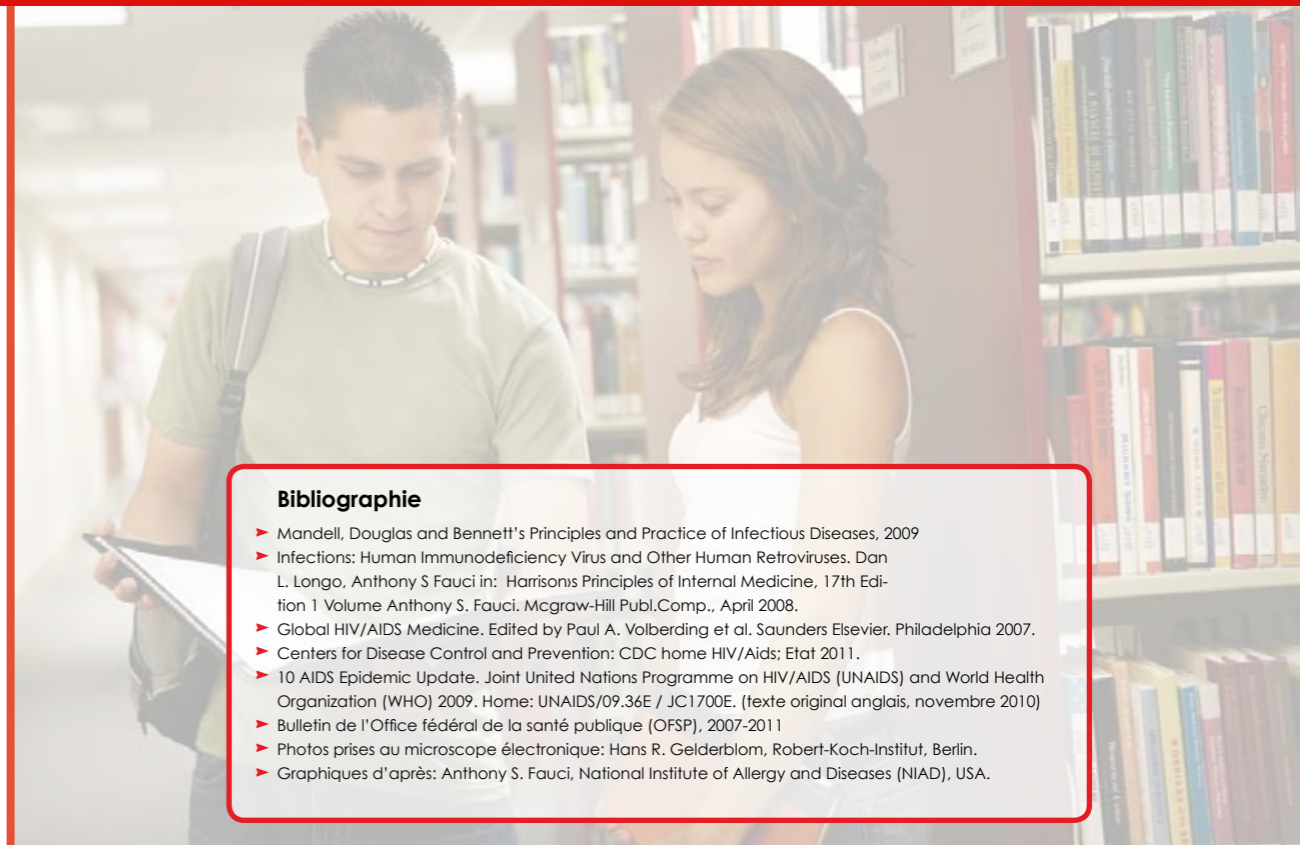 Bibliographie
➤ Mandell, Douglas and Bennett's Principles and Practice of Infectious Diseases, 2009
➤ Infections: Human Immunodeficiency Virus and Other Human Retroviruses. Dan
L. Longo, Anthony S Fauci in: Harrisonıs Principles of Internal Medicine, 17th Edi-
tion 1 Volume Anthony S. Fauci. Mcgraw-Hill Publ.Comp., April 2008.
➤ Global HIV/AIDS Medicine. Edited by Paul A. Volberding et al. Saunders Elsevier. Philadelphia 2007.
➤ Centers for Disease Control and Prevention: CDC home HIV/Aids; Etat 2011.
➤ 10 AIDS Epidemic Update. Joint United Nations Programme on HIV/AIDS (UNAIDS) and World Health
Organization (WHO) 2009. Home: UNAIDS/09.36E / JC1700E. (texte original anglais, novembre 2010)
➤ Bulletin de l'Office fédéral de la santé publique (OFSP), 2007-2011
➤ Photos prises au microscope électronique: Hans R. Gelderblom, Robert-Koch-Institut, Berlin.
➤ Graphiques d'après: Anthony S. Fauci, National Institute of Allergy and Diseases (NIAD), USA.